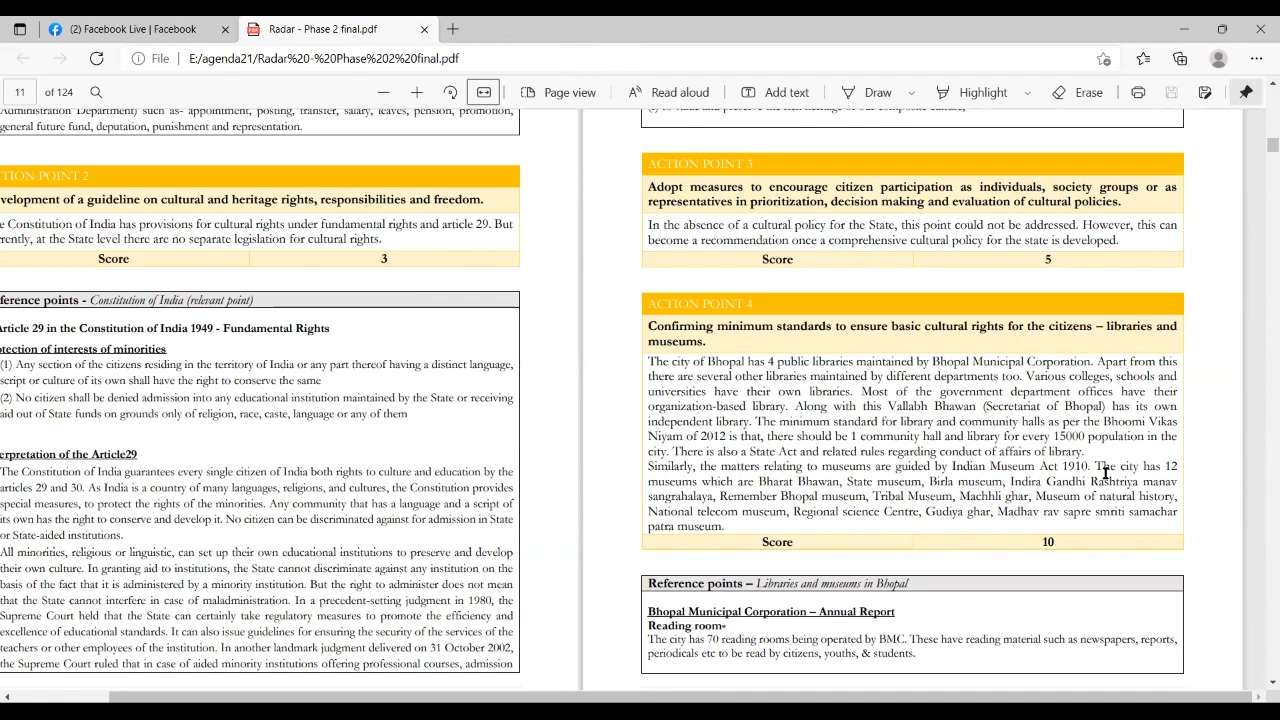 (2) Facebook Live | Facebook
Radar - Phase 2 final.pdf
File
E:/agenda21/Radar%20-%20Phase%202%20final.pdf
11 of 124
Page view
Read aloud
Add text
Draw
Highlight
Erase
Administration Department) such as- appointment, posting, transfer, salary, leaves, pension, promotion,
general future fund, deputation, punishment and representation.
TION POINT 2
velopment of a guideline on cultural and heritage rights, responsibilities and freedom.
e Constitution of India has provisions for cultural rights under fundamental rights and article 29. But
rrently, at the State level there are no separate legislation for cultural rights.
Score 3
ference points - Constitution of India (relevant point)
Article 29 in the Constitution of India 1949 - Fundamental Rights
otection of interests of minorities
(1) Any section of the citizens residing in the territory of India or any part thereof having a distinct language,
script or culture of its own shall have the right to conserve the same
(2) No citizen shall be denied admission into any educational institution maintained by the State or receiving
aid out of State funds on grounds only of religion, race, caste, language or any of them
erpretation of the Article29
The Constitution of India guarantees every single citizen of India both rights to culture and education by the
articles 29 and 30. As India is a country of many languages, religions, and cultures, the Constitution provides
special measures, to protect the rights of the minorities. Any community that has a language and a script of
its own has the right to conserve and develop it. No citizen can be discriminated against for admission in State
or State-aided institutions.
All minorities, religious or linguistic, can set up their own educational institutions to preserve and develop
their own culture. In granting aid to institutions, the State cannot discriminate against any institution on the
basis of the fact that it is administered by a minority institution. But the right to administer does not mean
that the State cannot interfere in case of maladministration. In a precedent-setting judgment in 1980, the
Supreme Court held that the State can certainly take regulatory measures to promote the efficiency and
excellence of educational standards. It can also issue guidelines for ensuring the security of the services of the
teachers or other employees of the institution. In another landmark judgment delivered on 31 October 2002,
the Supreme Court ruled that in case of aided minority institutions offering professional courses, admission
ACTION POINT 3
Adopt measures to encourage citizen participation as individuals, society groups or as
representatives in prioritization, decision making and evaluation of cultural policies.
In the absence of a cultural policy for the State, this point could not be addressed. However, this can
become a recommendation once a comprehensive cultural policy for the state is developed.
Score 5
ACTION POINT 4
Confirming minimum standards to ensure basic cultural rights for the citizens – libraries and
museums.
The city of Bhopal has 4 public libraries maintained by Bhopal Municipal Corporation. Apart from this
there are several other libraries maintained by different departments too. Various colleges, schools and
universities have their own libraries. Most of the government department offices have their
organization-based library. Along with this Vallabh Bhawan (Secretariat of Bhopal) has its own
independent library. The minimum standard for library and community halls as per the Bhoomi Vikas
Niyam of 2012 is that, there should be 1 community hall and library for every 15000 population in the
city. There is also a State Act and related rules regarding conduct of affairs of library.
Similarly, the matters relating to museums are guided by Indian Museum Act 1910. The city has 12
museums which are Bharat Bhawan, State museum, Birla museum, Indira Gandhi Rashtriya manav
sangrahalaya, Remember Bhopal museum, Tribal Museum, Machhli ghar, Museum of natural history,
National telecom museum, Regional science Centre, Gudiya ghar, Madhav rav sapre smriti samachar
patra museum.
Score 10
Reference points – Libraries and museums in Bhopal
Bhopal Municipal Corporation – Annual Report
Reading room-
The city has 70 reading rooms being operated by BMC. These have reading material such as newspapers, reports,
periodicals etc to be read by citizens, youths, & students.